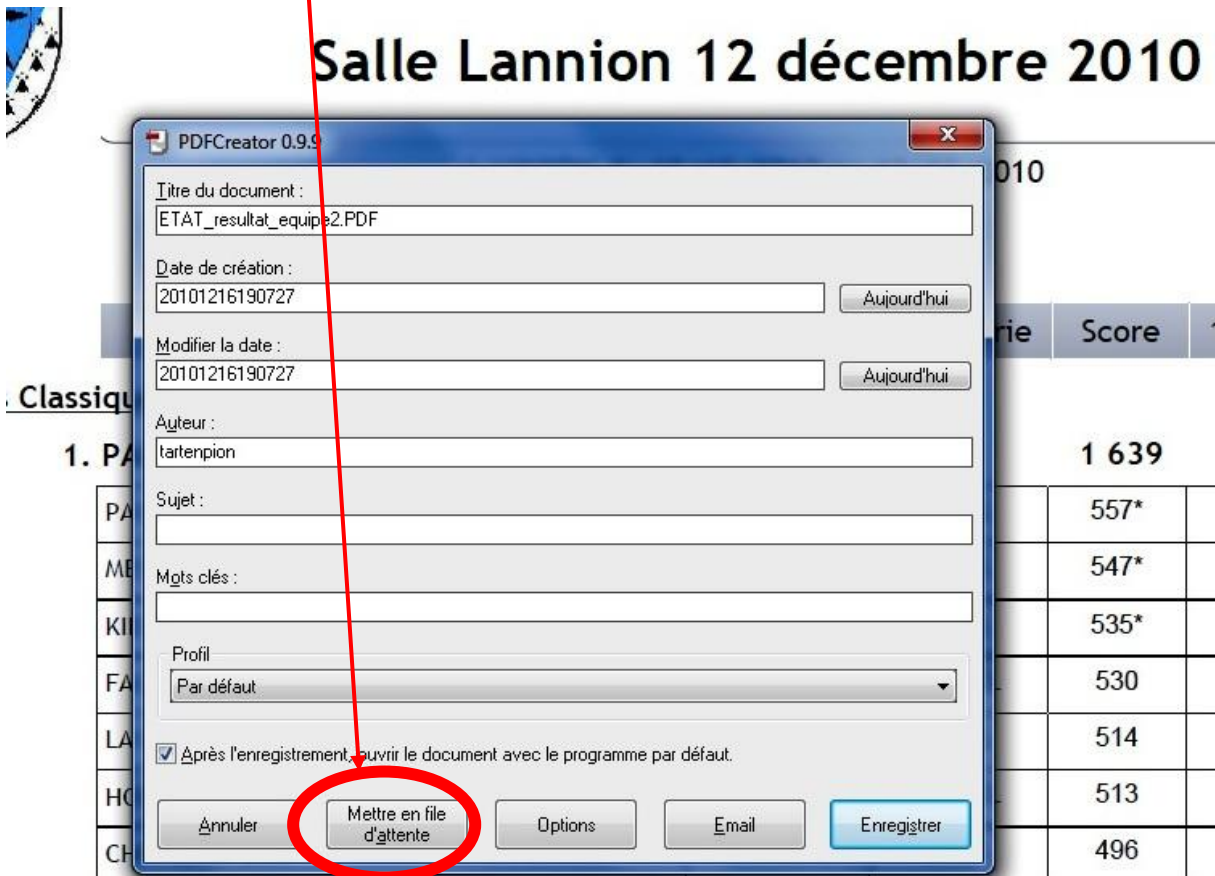 Salle Lannion 12 décembre 2010
PDFCreator 0.9.9
010
Titre du document :
ETAT_resultat_equipe2.PDF
Date de création :
20101216190727
Aujourd'hui
rie Score
Modifier la date :
20101216190727
Aujourd'hui
Classiqu
Auteur :
tartenpion
1. PA
1 639
Sujet :
PA
557*
Mots clés :
ME
547*
KII
535*
Profil
Par défaut
FA
530
LA
514
Après l'enregistrement, ouvrir le document avec le programme par défaut.
HO
513
Annuler
Mettre en file
d'attente
Options
Email
Enregistrer
CH
496